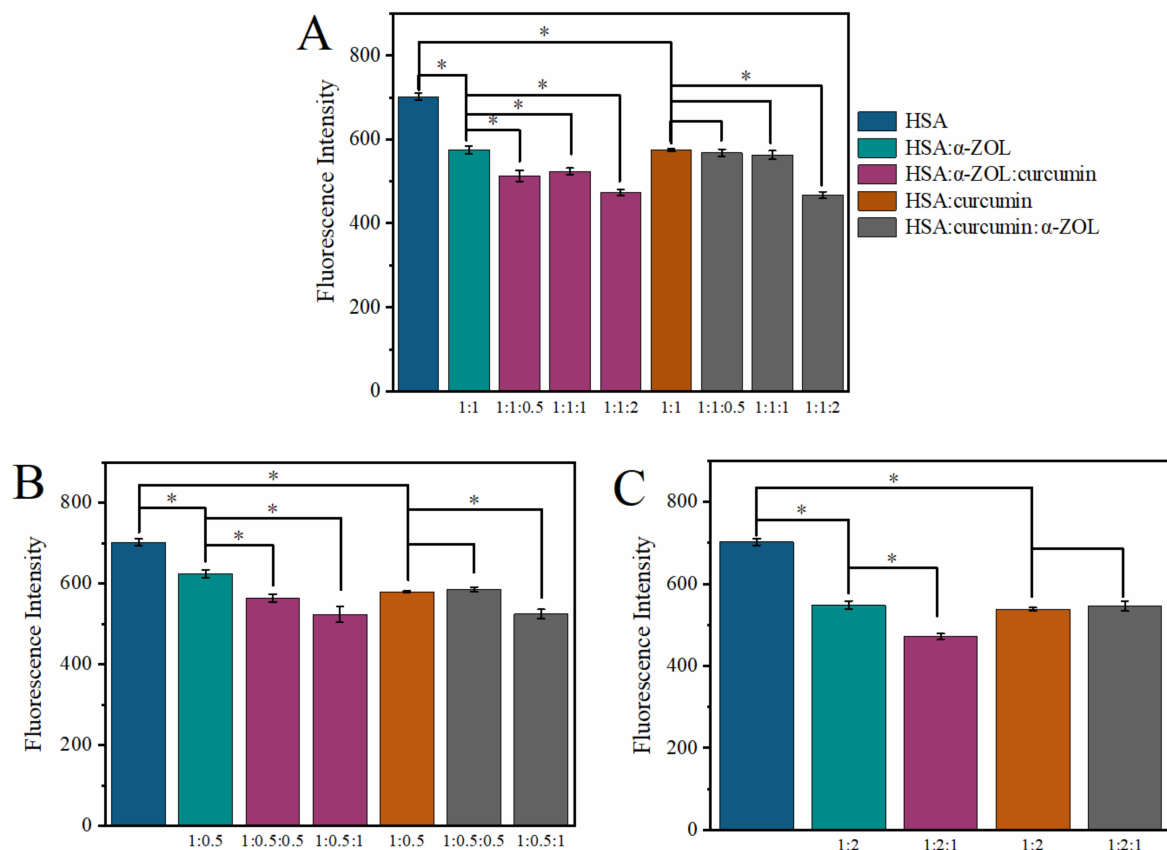 A
Fluorescence Intensity
800
600
400
200
0
*
*
*
*
*
*
1:1 1:1:0.5 1:1:1 1:1:2 1:1 1:1:0.5 1:1:1 1:1:2
HSA
HSA:α-ZOL
HSA:α-ZOL:curcumin
HSA:curcumin
HSA:curcumin:α-ZOL
B
Fluorescence Intensity
800
600
400
200
0
*
*
*
*
*
1:0.5 1:0.5:0.5 1:0.5:1 1:0.5 1:0.5:0.5 1:0.5:1
C
Fluorescence Intensity
800
600
400
200
0
*
*
*
1:2 1:2:1 1:2 1:2:1